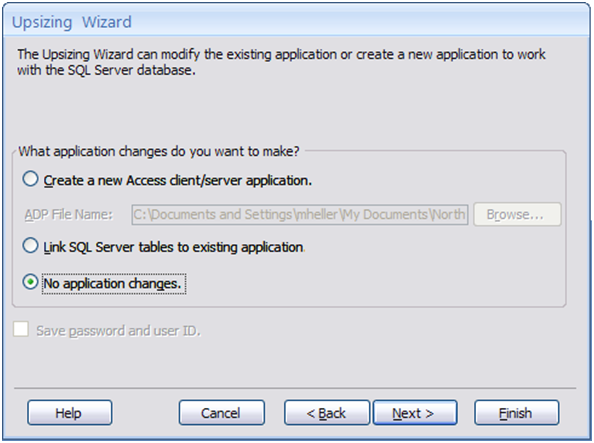 Upsizing Wizard
The Upsizing Wizard can modify the existing application or create a new application to work
with the SQL Server database.
What application changes do you want to make?
Create a new Access client/server application.
ADP File Name: C:\Documents and Settings\mheller\My Documents\North Browse...
Link SQL Server tables to existing application.
No application changes.
Save password and user ID.
Help Cancel < Back Next > Finish